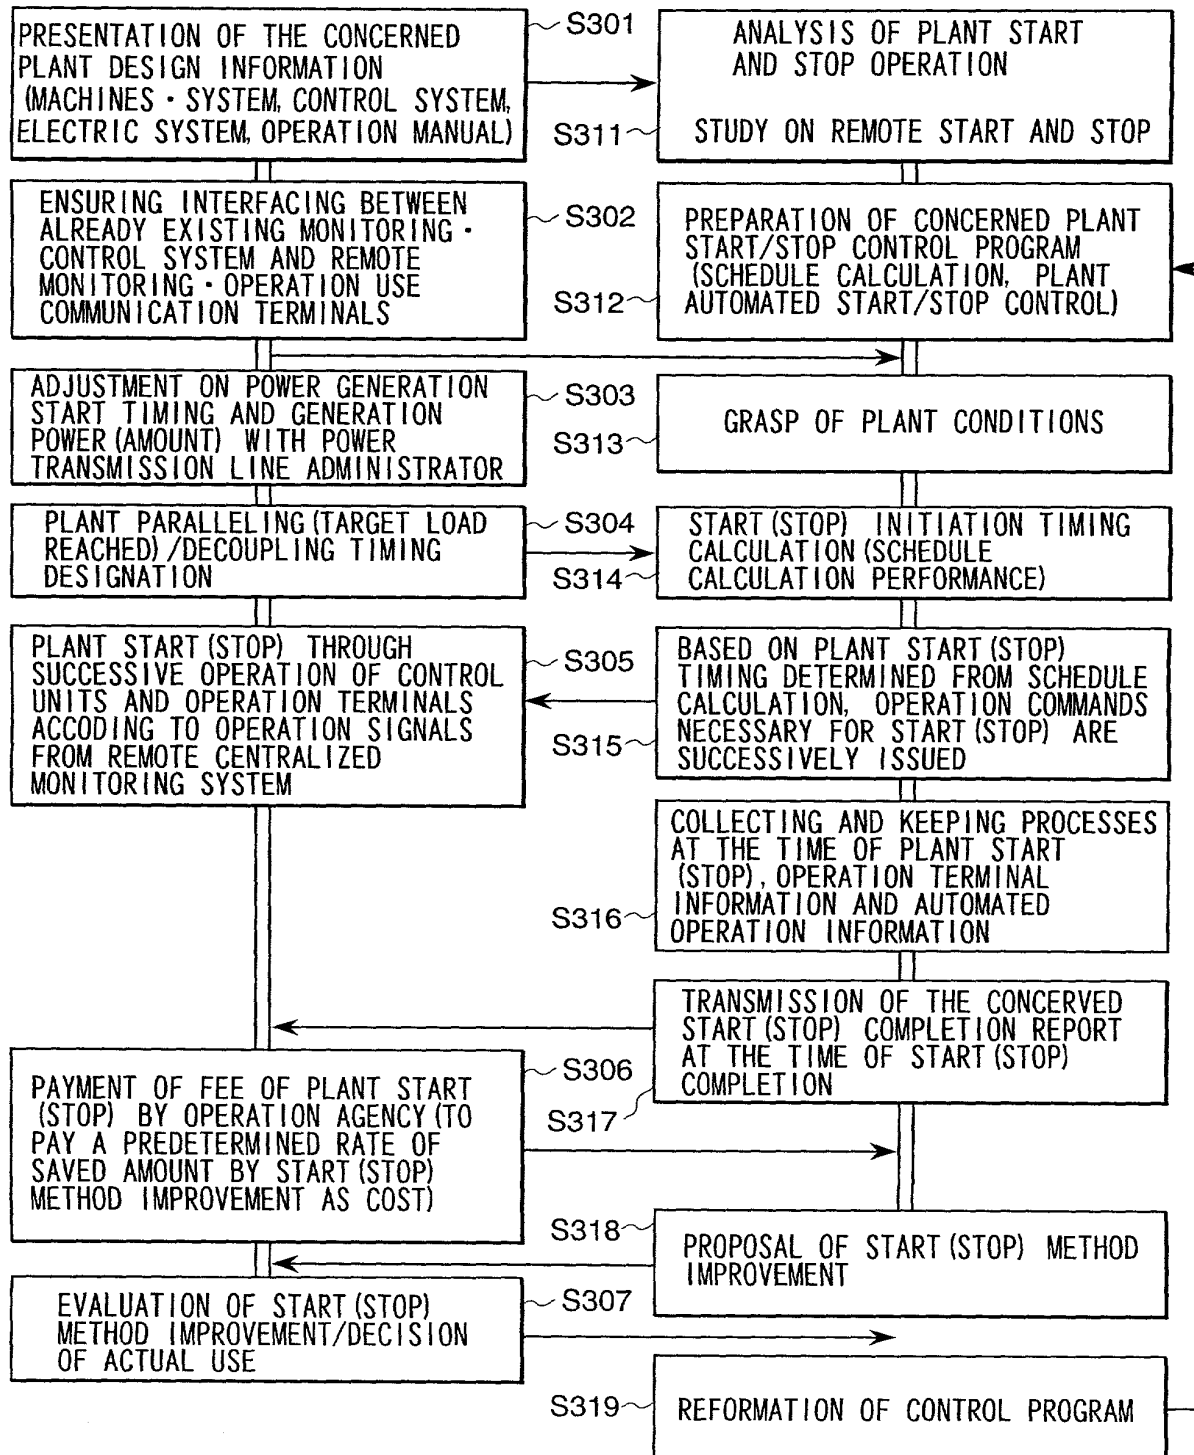 PRESENTATION OF THE CONCERNED
PLANT DESIGN INFORMATION
(MACHINES・SYSTEM, CONTROL SYSTEM,
ELECTRIC SYSTEM, OPERATION MANUAL)
S301
ANALYSIS OF PLANT START
AND STOP OPERATION
STUDY ON REMOTE START AND STOP
S311
ENSURING INTERFACING BETWEEN
ALREADY EXISTING MONITORING・
CONTROL SYSTEM AND REMOTE
MONITORING・OPERATION USE
COMMUNICATION TERMINALS
S302
PREPARATION OF CONCERNED PLANT
START/STOP CONTROL PROGRAM
(SCHEDULE CALCULATION, PLANT
AUTOMATED START/STOP CONTROL)
S312
ADJUSTMENT ON POWER GENERATION
START TIMING AND GENERATION
POWER (AMOUNT) WITH POWER
TRANSMISSION LINE ADMINISTRATOR
S303
GRASP OF PLANT CONDITIONS
S313
PLANT PARALLELING (TARGET LOAD
REACHED) /DECOUPLING TIMING
DESIGNATION
S304
START (STOP) INITIATION TIMING
CALCULATION (SCHEDULE
CALCULATION PERFORMANCE)
S314
PLANT START (STOP) THROUGH
SUCCESSIVE OPERATION OF CONTROL
UNITS AND OPERATION TERMINALS
ACCODING TO OPERATION SIGNALS
FROM REMOTE CENTRALIZED
MONITORING SYSTEM
S305
BASED ON PLANT START (STOP)
TIMING DETERMINED FROM SCHEDULE
CALCULATION, OPERATION COMMANDS
NECESSARY FOR START (STOP) ARE
SUCCESSIVELY ISSUED
S315
COLLECTING AND KEEPING PROCESSES
AT THE TIME OF PLANT START
(STOP), OPERATION TERMINAL
INFORMATION AND AUTOMATED
OPERATION INFORMATION
S316
TRANSMISSION OF THE CONCERVED
START (STOP) COMPLETION REPORT
AT THE TIME OF START (STOP)
COMPLETION
S317
PAYMENT OF FEE OF PLANT START
(STOP) BY OPERATION AGENCY (TO
PAY A PREDETERMINED RATE OF
SAVED AMOUNT BY START (STOP)
METHOD IMPROVEMENT AS COST)
S306
S318
PROPOSAL OF START (STOP) METHOD
IMPROVEMENT
EVALUATION OF START (STOP)
METHOD IMPROVEMENT/DECISION
OF ACTUAL USE
S307
S319
REFORMATION OF CONTROL PROGRAM